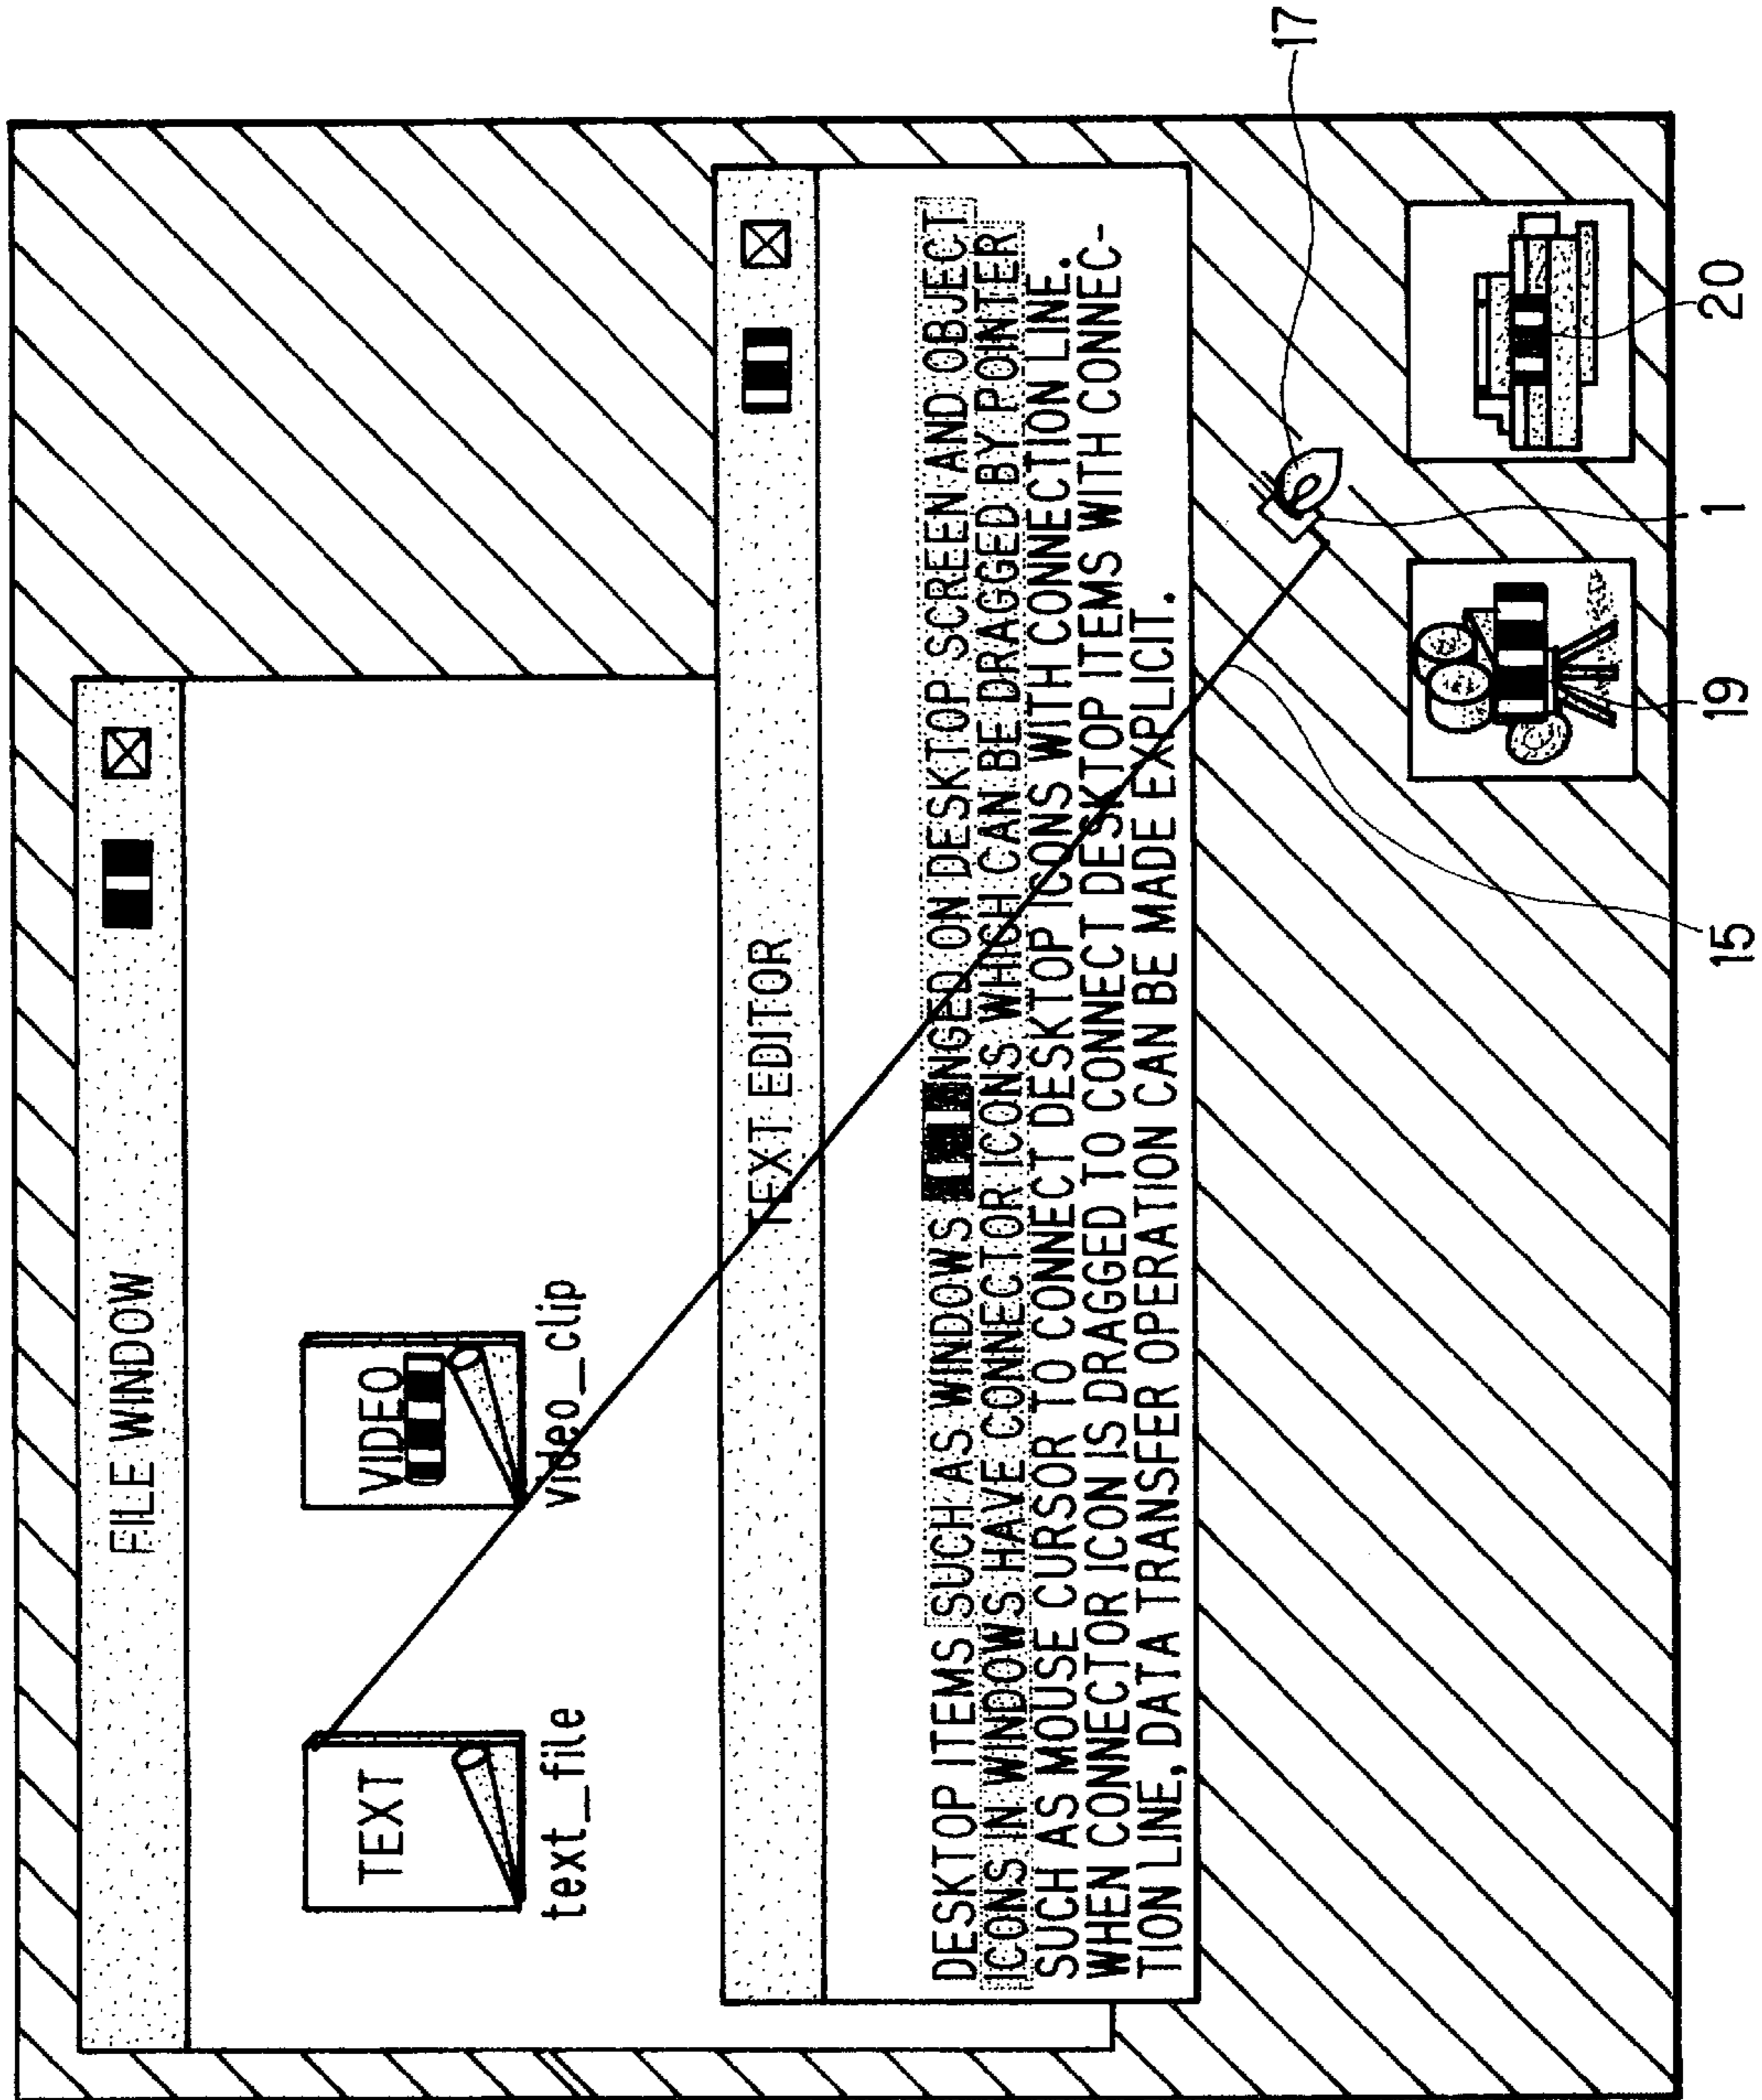 FILE WINDOW
TEXT
text_file
VIDEO
video_clip
TEXT EDITOR
DESKTOP ITEMS SUCH AS WINDOWS NGED ON DESKTOP SCREEN AND OBJECT
ICONS IN WINDOWS HAVE CONNECTOR ICONS WHICH CAN BE DRAGGED BY POINTER
SUCH AS MOUSE CURSOR TO CONNECT DESKTOP ICONS WITH CONNECTION LINE.
WHEN CONNECTOR ICON IS DRAGGED TO CONNECT DESKTOP ITEMS WITH CONNEC-
TION LINE, DATA TRANSFER OPERATION CAN BE MADE EXPLICIT.
17
15
19
1
20